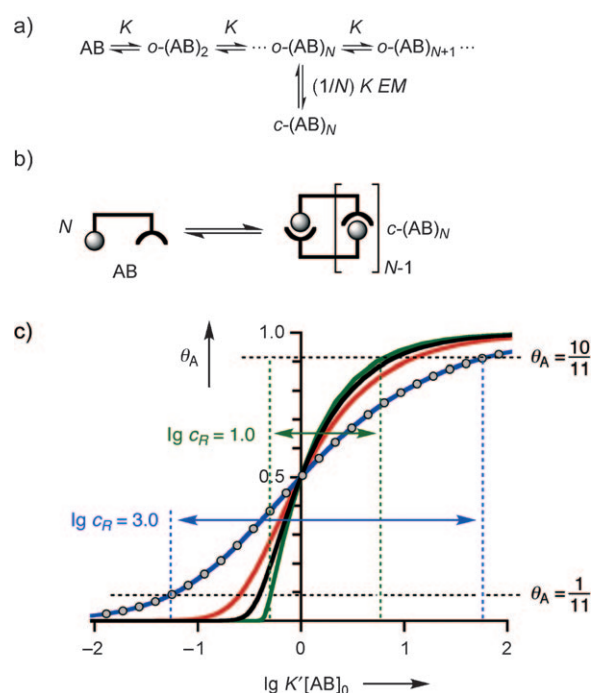 a)
K K K
AB ⇌ o-(AB)2 ⇌ ··· o-(AB)N ⇌ o-(AB)N+1 ···
(1/N) K EM
c-(AB)N
b)
N
AB
c-(AB)N
N-1
c)
1.0
θA
θA = 10/11
lg cR = 1.0
0.5
lg cR = 3.0
θA = 1/11
−2 −1 0 1 2
lg K'[AB]0